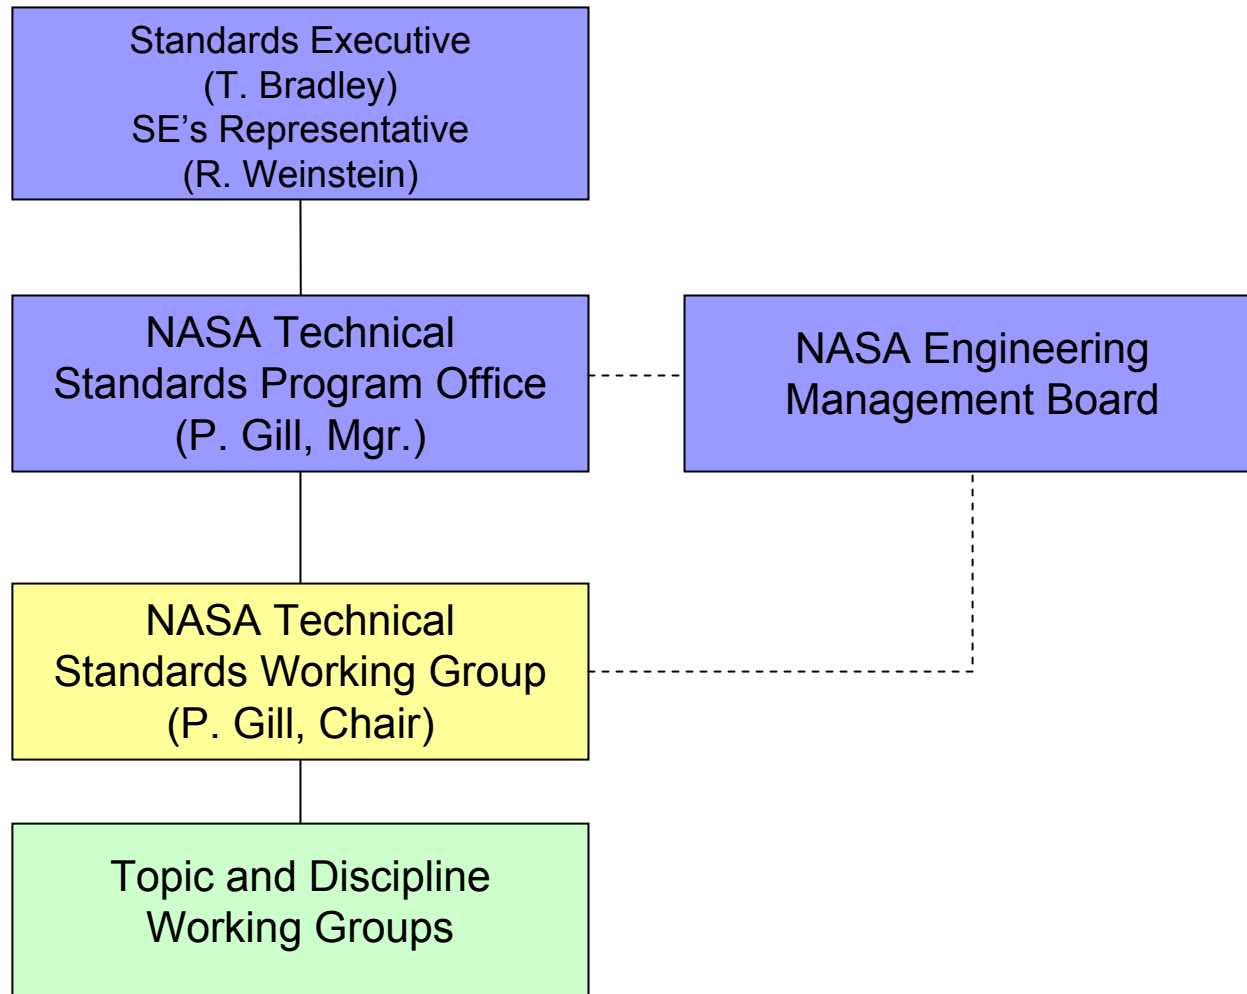 Standards Executive
(T. Bradley)
SE’s Representative
(R. Weinstein)
NASA Technical
Standards Program Office
(P. Gill, Mgr.)
NASA Engineering
Management Board
NASA Technical
Standards Working Group
(P. Gill, Chair)
Topic and Discipline
Working Groups